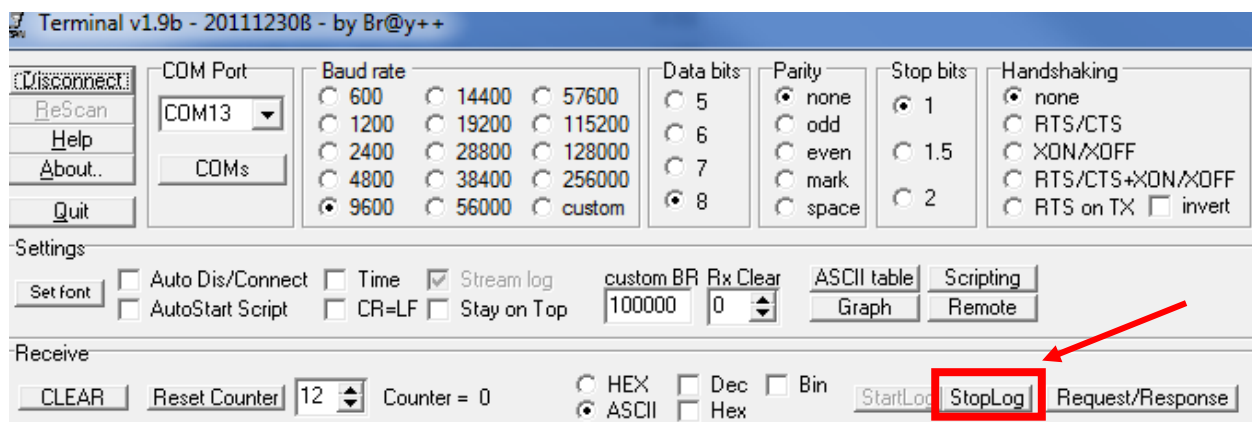 Terminal v1.9b - 20111230ß - by Br@y++
Disconnect
ReScan
Help
About..
Quit
COM Port
COM13
COMs
Baud rate
600 14400 57600
1200 19200 115200
2400 28800 128000
4800 38400 256000
9600 56000 custom
Data bits
5
6
7
8
Parity
none
odd
even
mark
space
Stop bits
1
1.5
2
Handshaking
none
RTS/CTS
XON/XOFF
RTS/CTS+XON/XOFF
RTS on TX invert
Settings
Set font
Auto Dis/Connect Time Stream log
AutoStart Script CR=LF Stay on Top
custom BR Rx Clear
100000 0
ASCII table Scripting
Graph Remote
Receive
CLEAR Reset Counter 12 Counter = 0
HEX Dec Bin
ASCII Hex
StartLog StopLog Request/Response